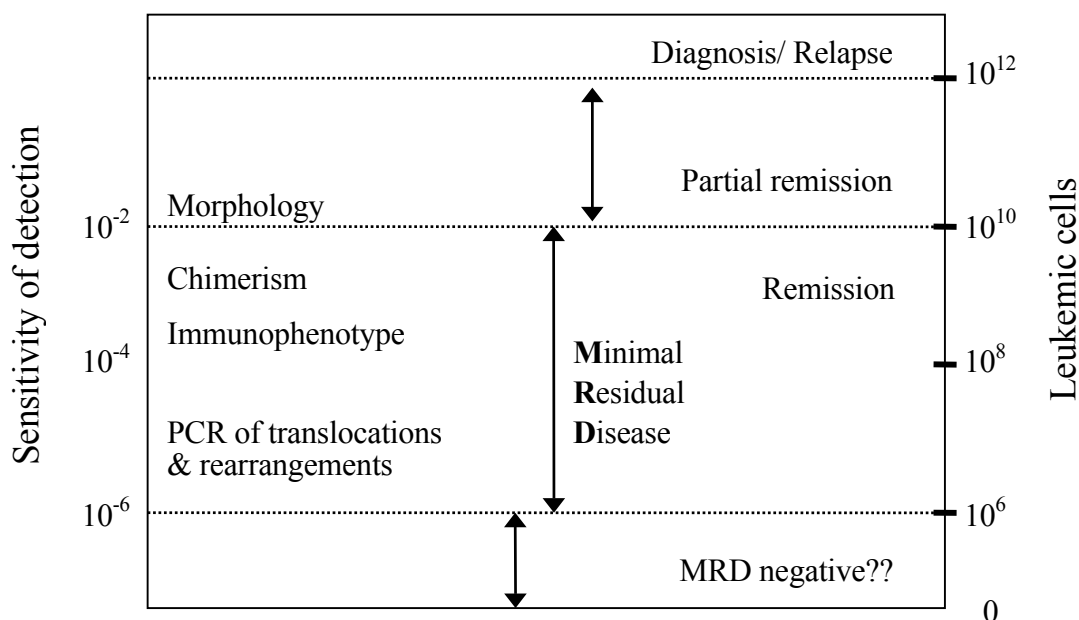 Diagnosis/ Relapse
10^12
Partial remission
Morphology
10^-2
10^10
Chimerism
Remission
Immunophenotype
10^-4
Minimal
Residual
Disease
10^8
PCR of translocations
& rearrangements
10^-6
10^6
MRD negative??
0
Sensitivity of detection
Leukemic cells